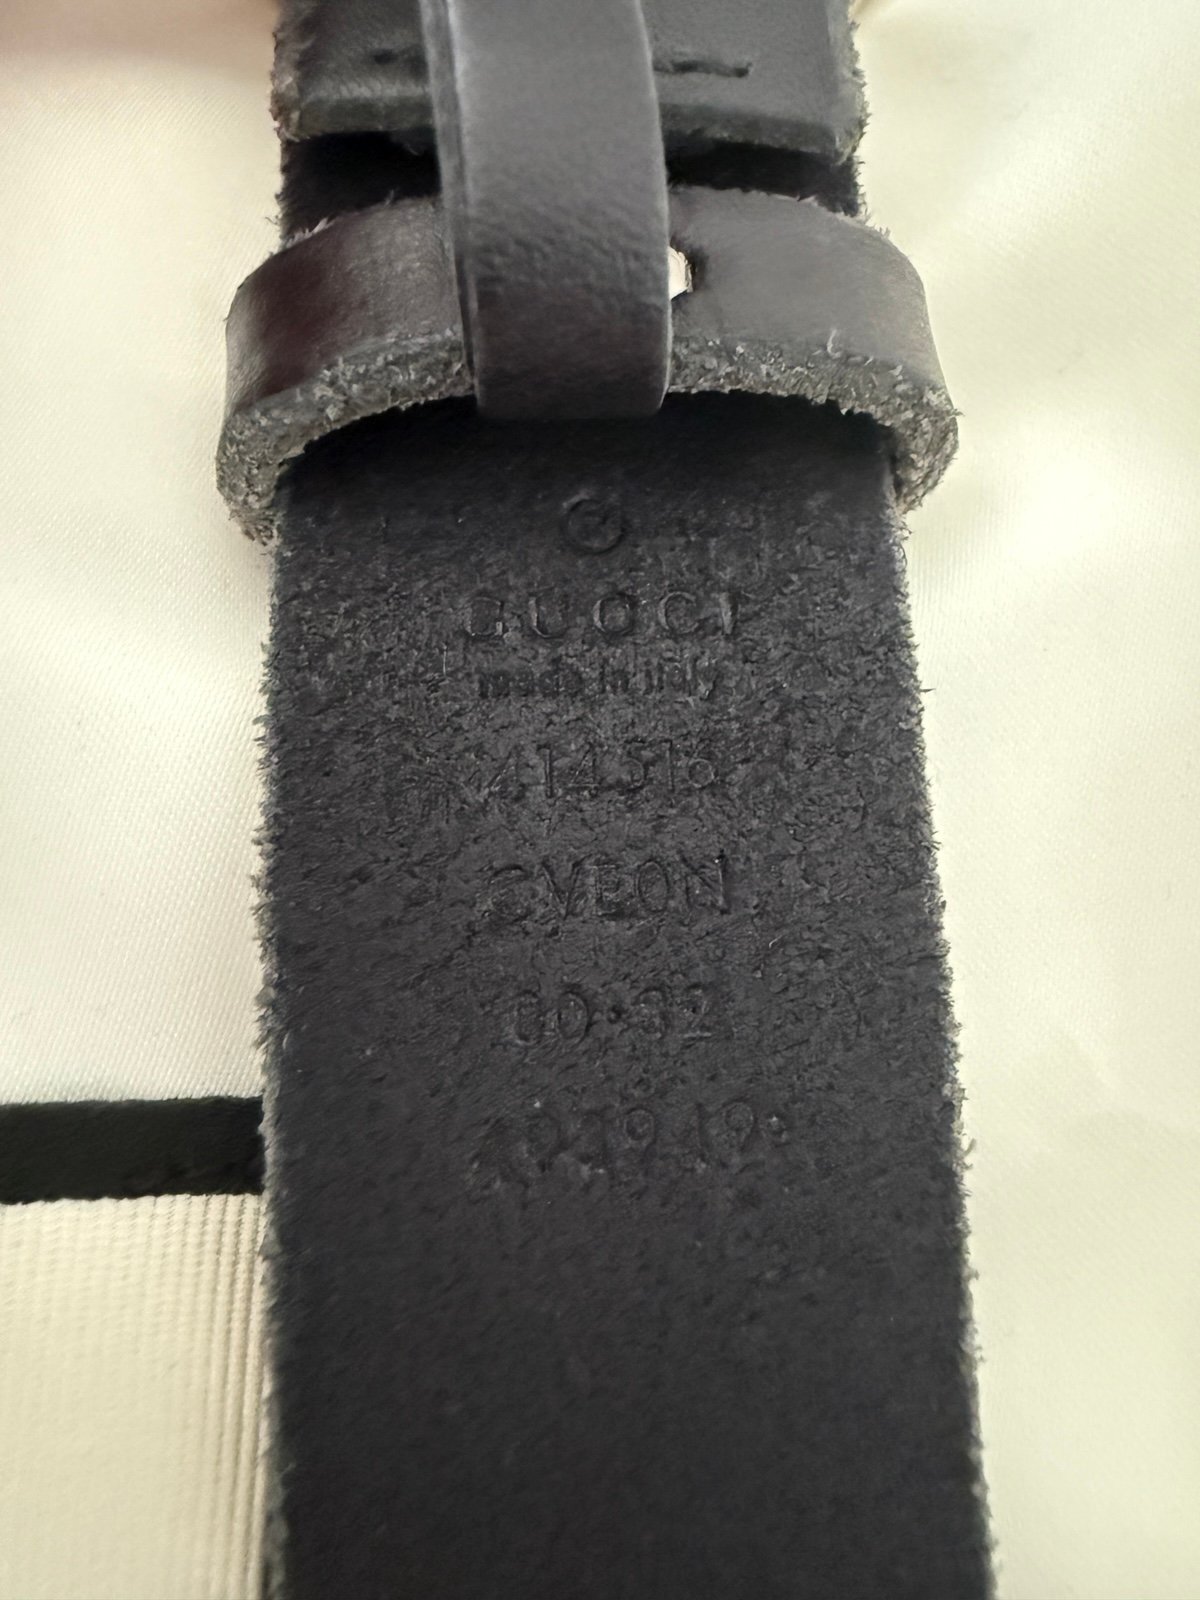 GUCCI
made in italy
414516
CVE0N
80·32